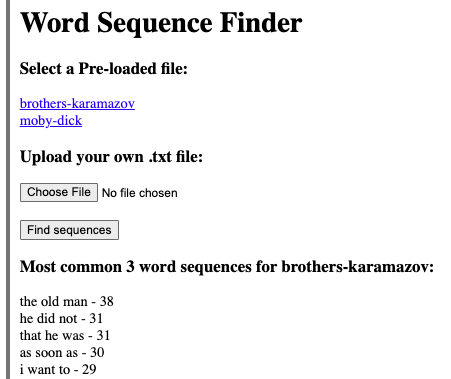 Word Sequence Finder
Select a Pre-loaded file:
brothers-karamazov
moby-dick
Upload your own .txt file:
Choose File No file chosen
Find sequences
Most common 3 word sequences for brothers-karamazov:
the old man - 38
he did not - 31
that he was - 31
as soon as - 30
i want to - 29